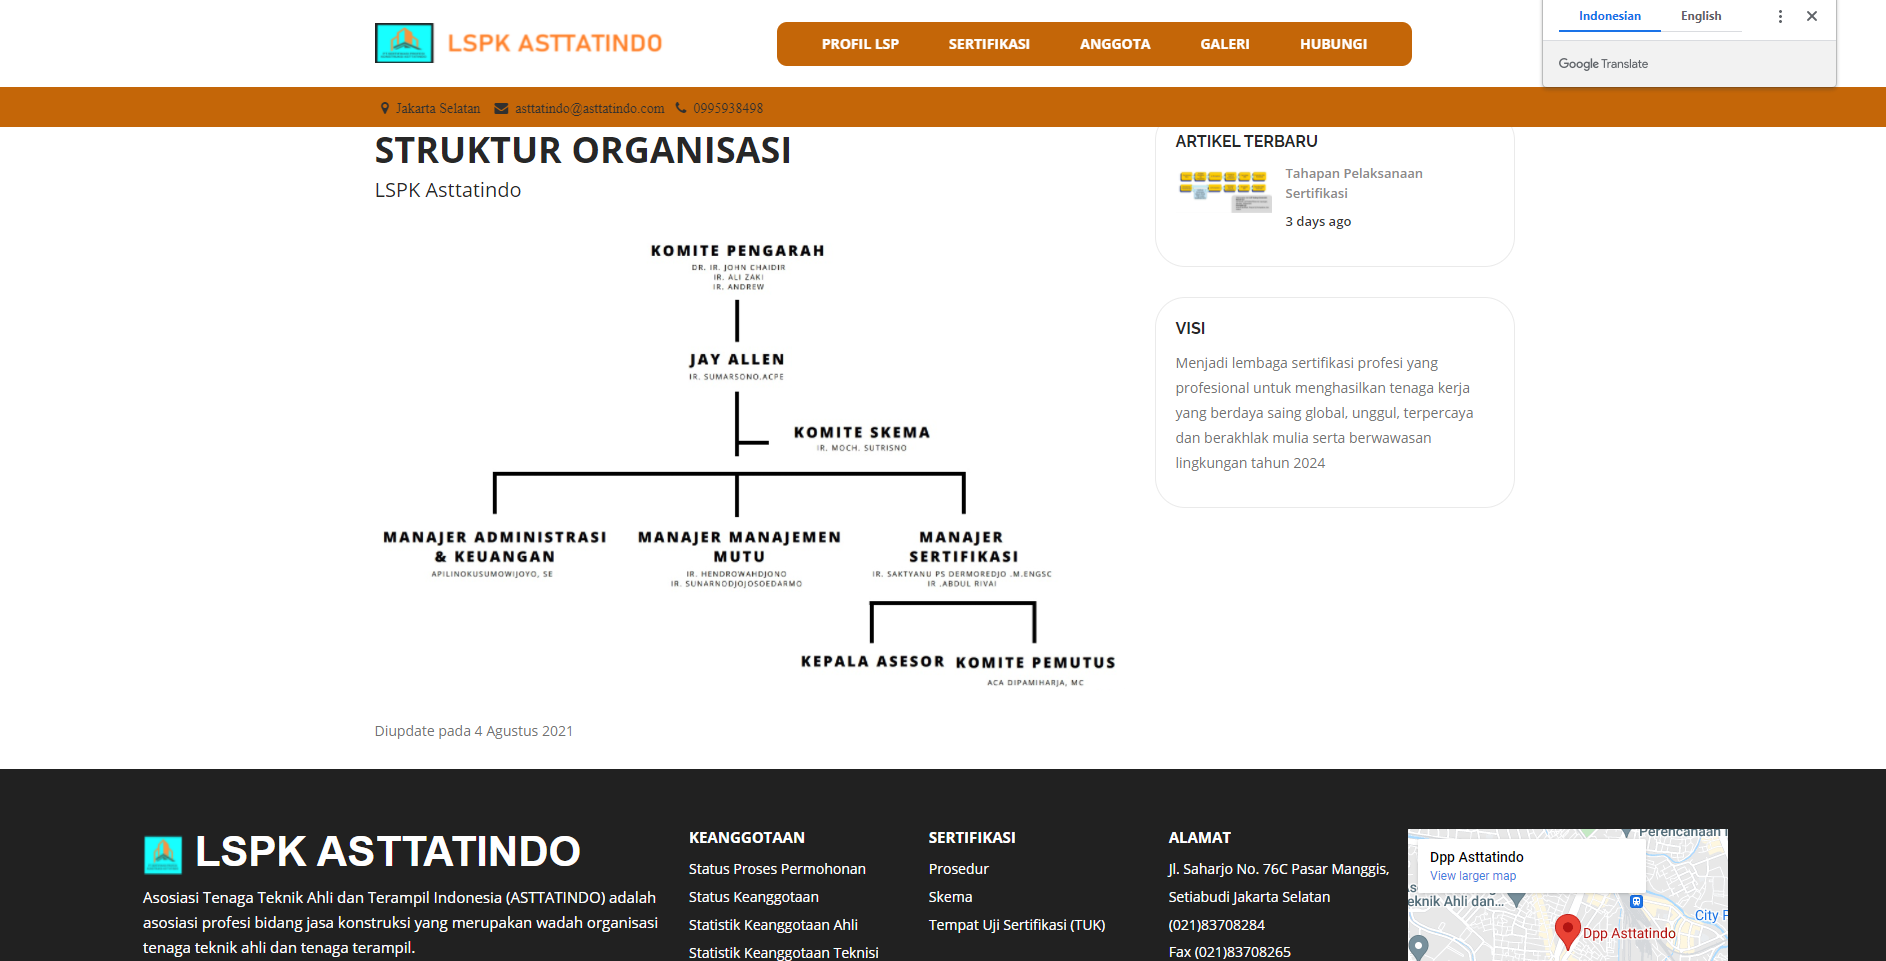 LSPK ASTTATINDO
PROFIL LSP
SERTIFIKASI
ANGGOTA
GALERI
HUBUNGI
Indonesian
English
Google Translate
Jakarta Selatan
asttatindo@asttatindo.com
0995938498
STRUKTUR ORGANISASI
LSPK Asttatindo
KOMITE PENGARAH
DR. IR. JOHN CHAIDIR
IR. ALI ZAKI
IR. ANDREW
JAY ALLEN
IR. SUMARSONO.ACPE
KOMITE SKEMA
IR. MOCH. SUTRISNO
MANAJER ADMINISTRASI
& KEUANGAN
APILINOKUSUMOWIJOYO, SE
MANAJER MANAJEMEN
MUTU
IR. HENDROWAHDJONO
IR. SUNARNODJOJOSOEDARMO
MANAJER
SERTIFIKASI
IR. SAKTYANU PS DERMOREDJO .M.ENGSC
IR .ABDUL RIVAI
KEPALA ASESOR
KOMITE PEMUTUS
ACA DIPAMIHARJA, MC
Diupdate pada 4 Agustus 2021
ARTIKEL TERBARU
Tahapan Pelaksanaan
Sertifikasi
3 days ago
VISI
Menjadi lembaga sertifikasi profesi yang
profesional untuk menghasilkan tenaga kerja
yang berdaya saing global, unggul, terpercaya
dan berakhlak mulia serta berwawasan
lingkungan tahun 2024
LSPK ASTTATINDO
Asosiasi Tenaga Teknik Ahli dan Terampil Indonesia (ASTTATINDO) adalah
asosiasi profesi bidang jasa konstruksi yang merupakan wadah organisasi
tenaga teknik ahli dan tenaga terampil.
KEANGGOTAAN
Status Proses Permohonan
Status Keanggotaan
Statistik Keanggotaan Ahli
Statistik Keanggotaan Teknisi
SERTIFIKASI
Prosedur
Skema
Tempat Uji Sertifikasi (TUK)
ALAMAT
Jl. Saharjo No. 76C Pasar Manggis,
Setiabudi Jakarta Selatan
(021)83708284
Fax (021)83708265
Perencanaan
Dpp Asttatindo
View larger map
eknik Ahli dan...
City
Dpp Asttatindo